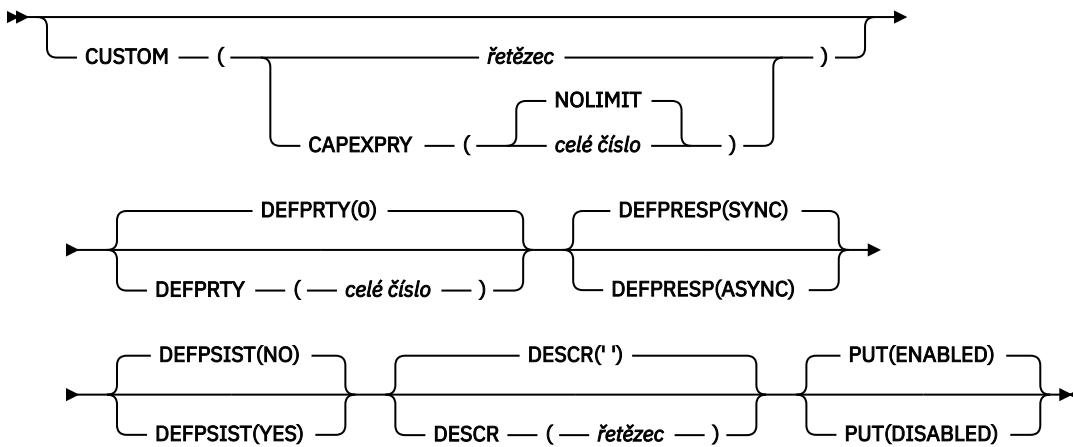 CUSTOM ( řetězec )
NOLIMIT
CAPEXPRY ( celé číslo )
DEFPRTY(0) DEFPRESP(SYNC)
DEFPRTY ( celé číslo ) DEFPRESP(ASYNC)
DEFPSIST(NO) DESCR(' ') PUT(ENABLED)
DEFPSIST(YES) DESCR ( řetězec ) PUT(DISABLED)